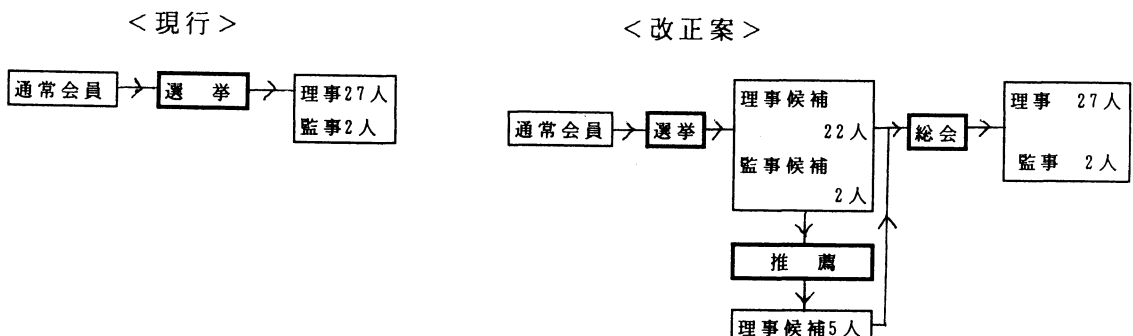 ＜現行＞
通常会員
選 挙
理事27人
監事2人
＜改正案＞
通常会員
選挙
理事候補
22人
監事候補
2人
推 薦
理事候補5人
総会
理事 27人
監事 2人